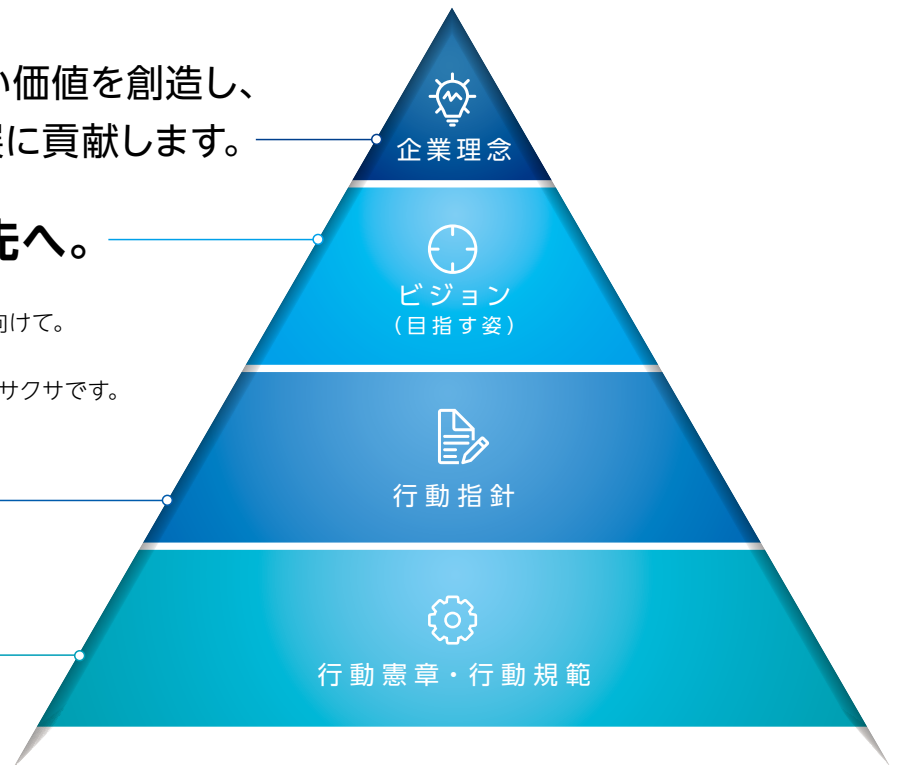 い価値を創造し、
展に貢献します。
先へ。
向けて。
サクサです。
企業理念
ビジョン
（目指す姿）
行動指針
行動憲章・行動規範